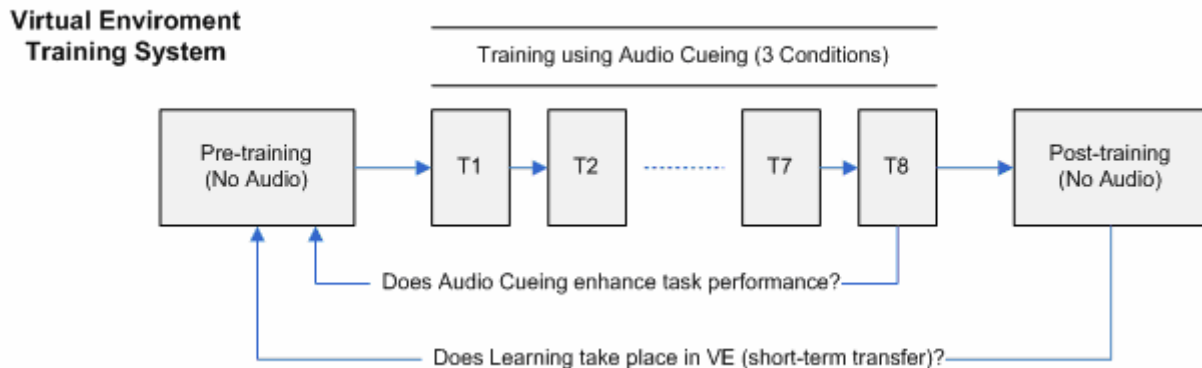 Virtual Enviroment
Training System
Training using Audio Cueing (3 Conditions)
Pre-training
(No Audio)
T1
T2
T7
T8
Post-training
(No Audio)
Does Audio Cueing enhance task performance?
Does Learning take place in VE (short-term transfer)?